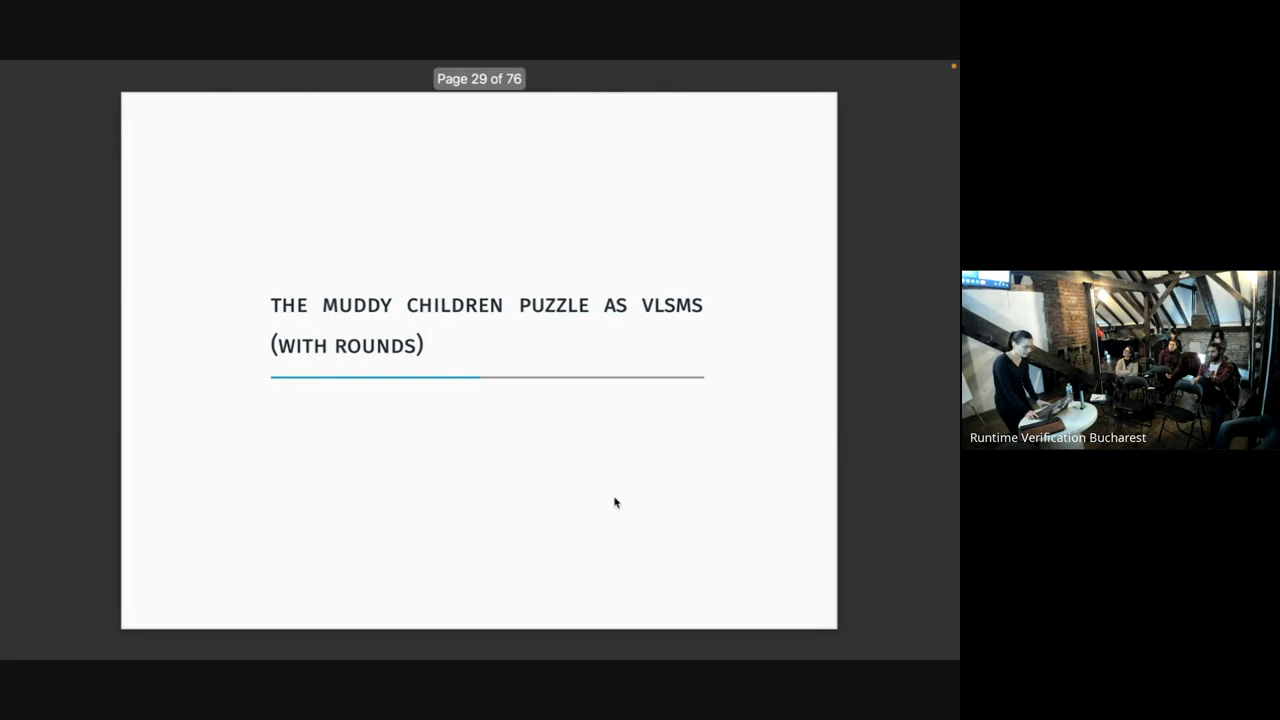 Page 29 of 76
THE MUDDY CHILDREN PUZZLE AS VLSMS
(WITH ROUNDS)
Runtime Verification Bucharest